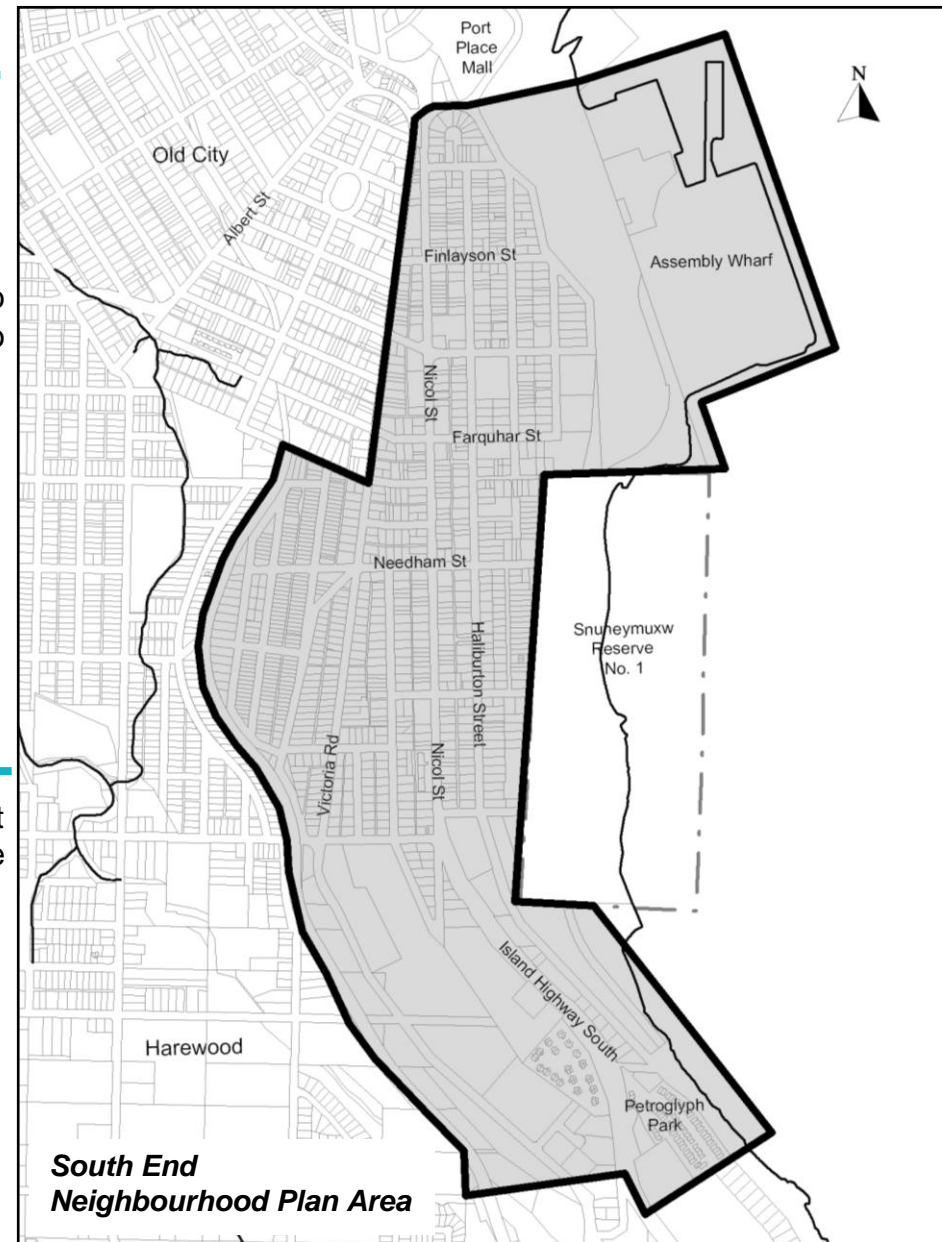 Port
Place
Mall
N
Old City
Albert St
Finlayson St
Assembly Wharf
Nicol St
Farquhar St
Needham St
Snuneymuxw
Reserve
No. 1
Haliburton Street
Victoria Rd
Nicol St
Island Highway South
Harewood
Petroglyph
Park
South End
Neighbourhood Plan Area